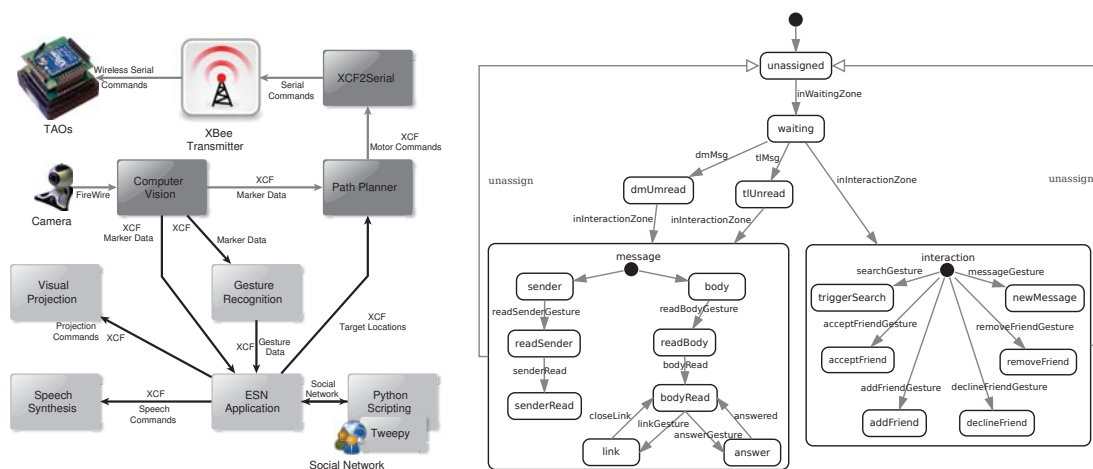 TAOs
Wireless Serial
Commands
XBee
Transmitter
Serial
Commands
XCF2Serial
XCF
Motor Commands
Camera
FireWire
Computer
Vision
XCF
Marker Data
Path Planner
XCF
Marker Data
XCF
Marker Data
Visual
Projection
Gesture
Recognition
XCF
Target Locations
Projection
Commands
XCF
XCF
Gesture
Data
Speech
Synthesis
XCF
Speech
Commands
ESN
Application
Social
Network
Python
Scripting
Tweepy
Social Network
unassigned
inWaitingZone
waiting
dmMsg
tlMsg
inInteractionZone
unassign
unassign
dmUmread
tlUnread
inInteractionZone
inInteractionZone
message
sender
body
readSenderGesture
readBodyGesture
readSender
readBody
senderRead
bodyRead
senderRead
bodyRead
closeLink
linkGesture
answered
answerGesture
link
answer
interaction
searchGesture
messageGesture
triggerSearch
newMessage
acceptFriendGesture
removeFriendGesture
acceptFriend
removeFriend
addFriendGesture
declineFriendGesture
addFriend
declineFriend